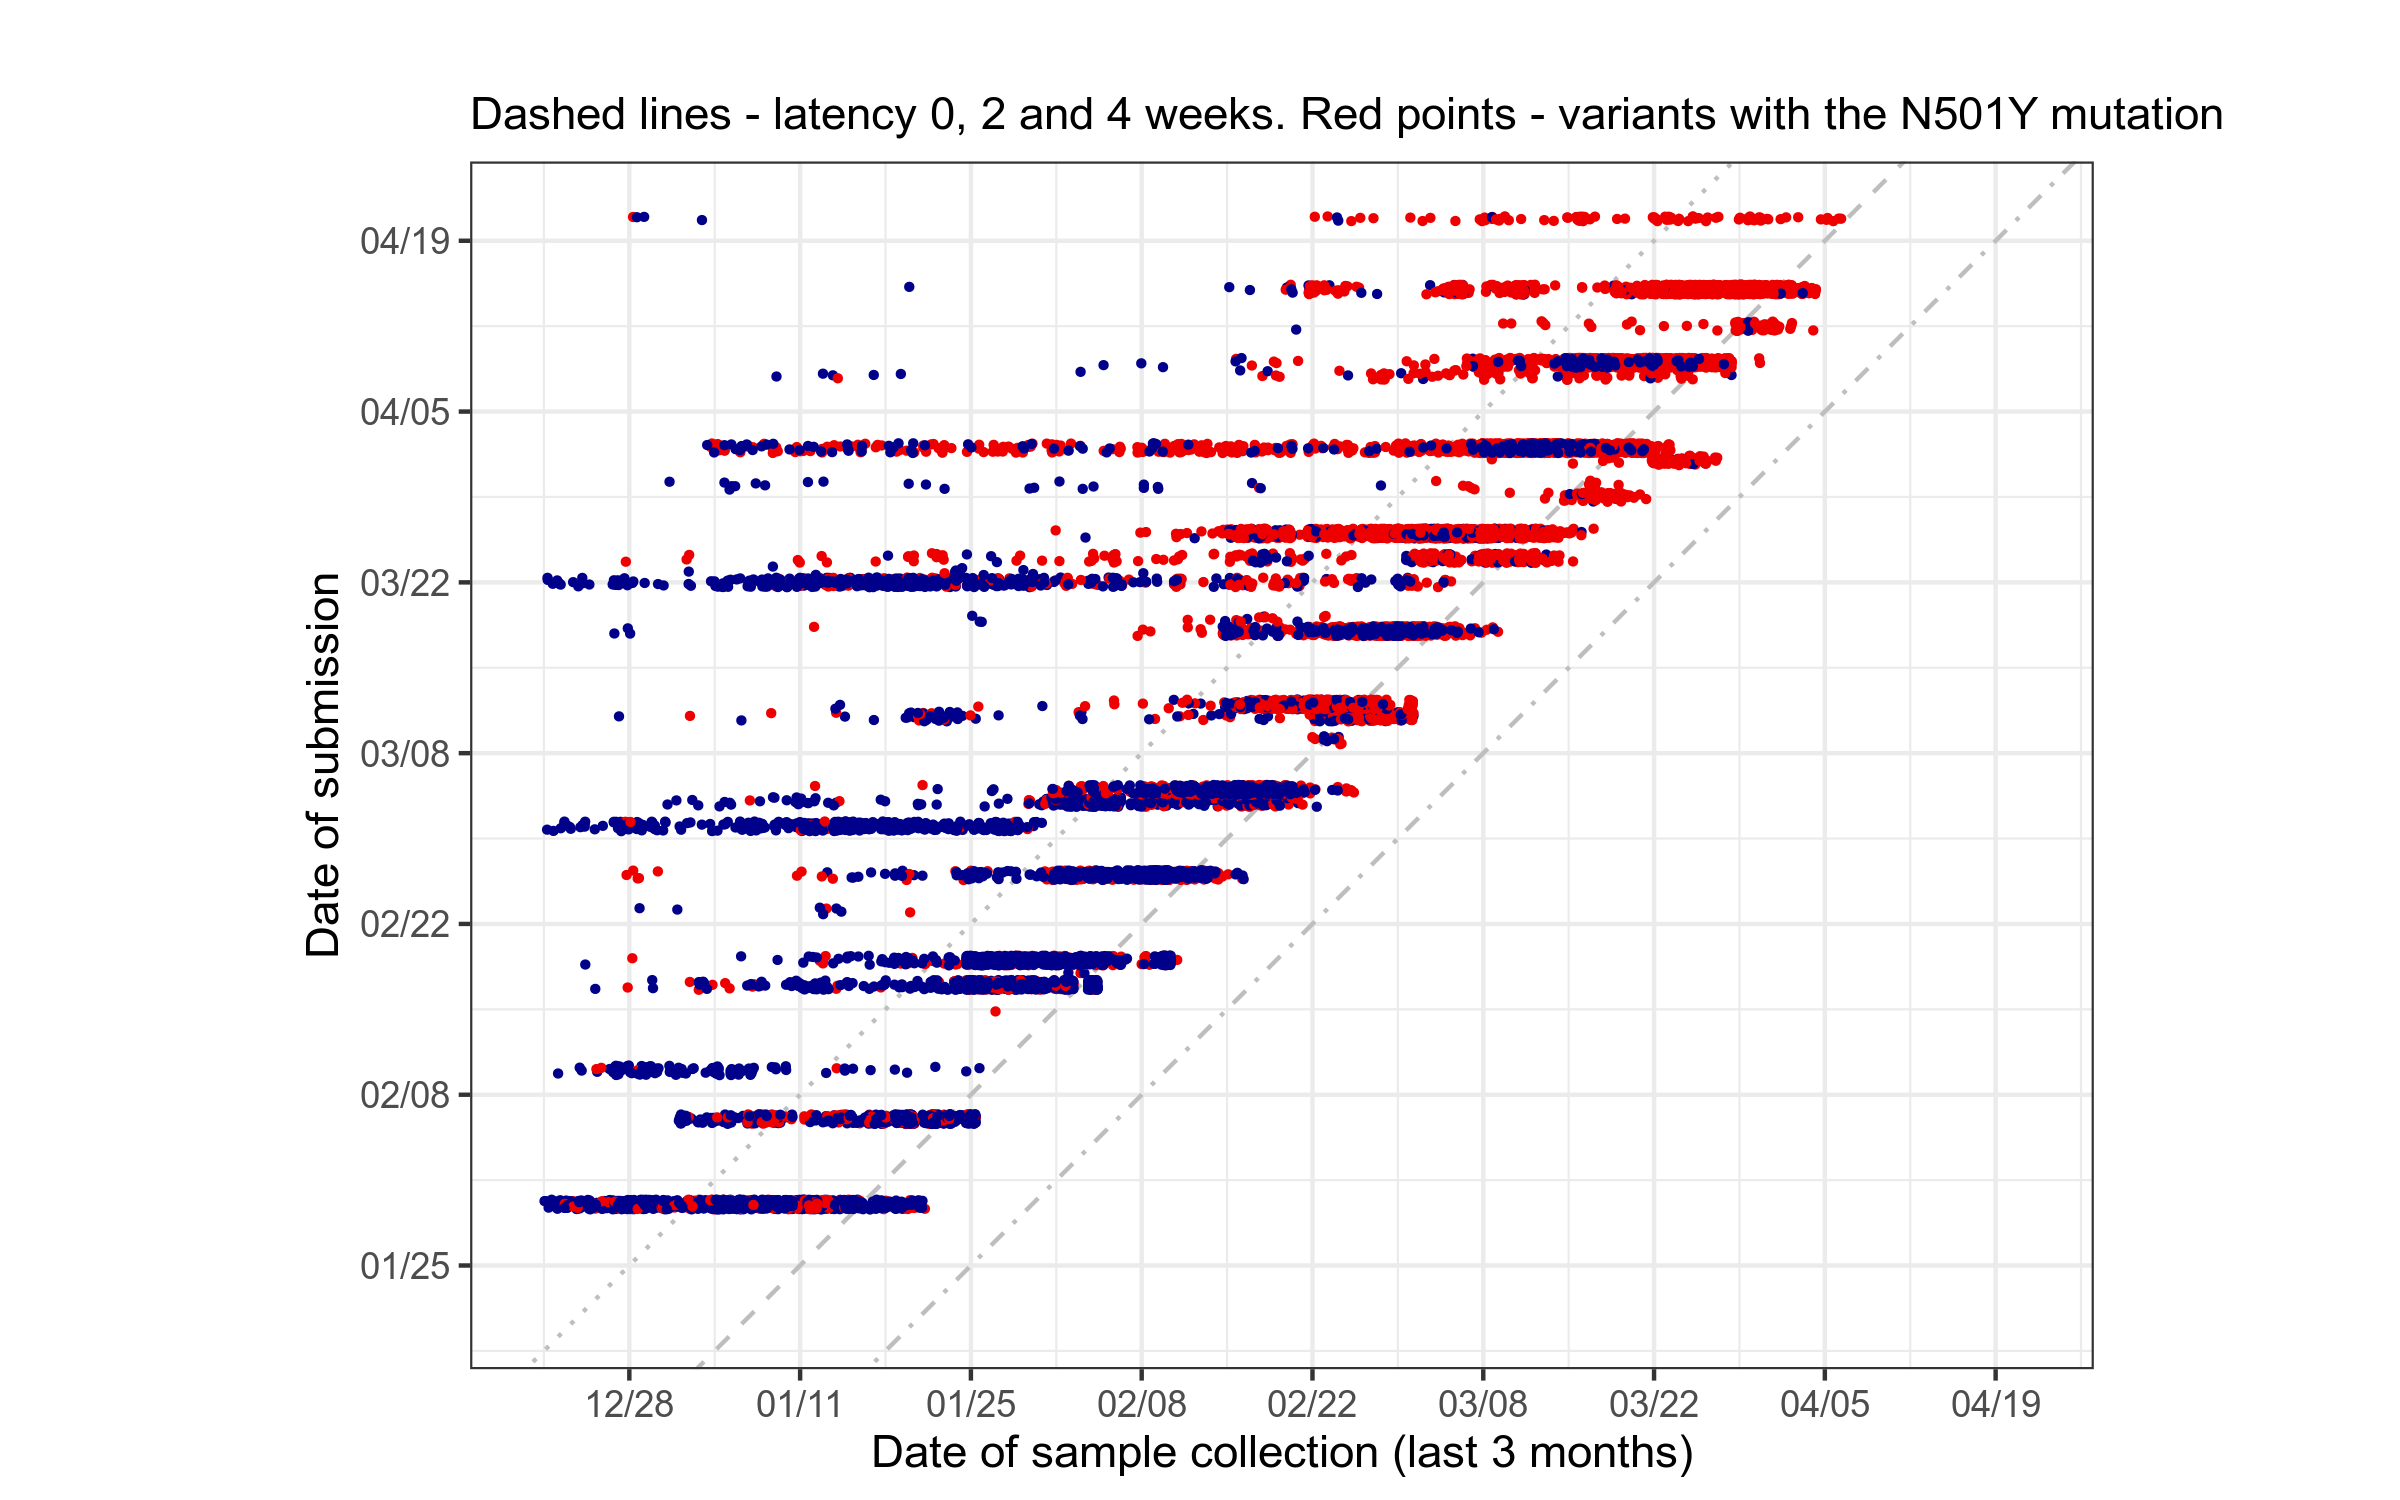 Dashed lines - latency 0, 2 and 4 weeks. Red points - variants with the N501Y mutation
Date of submission
04/19
04/05
03/22
03/08
02/22
02/08
01/25
12/28 01/11 01/25 02/08 02/22 03/08 03/22 04/05 04/19
Date of sample collection (last 3 months)